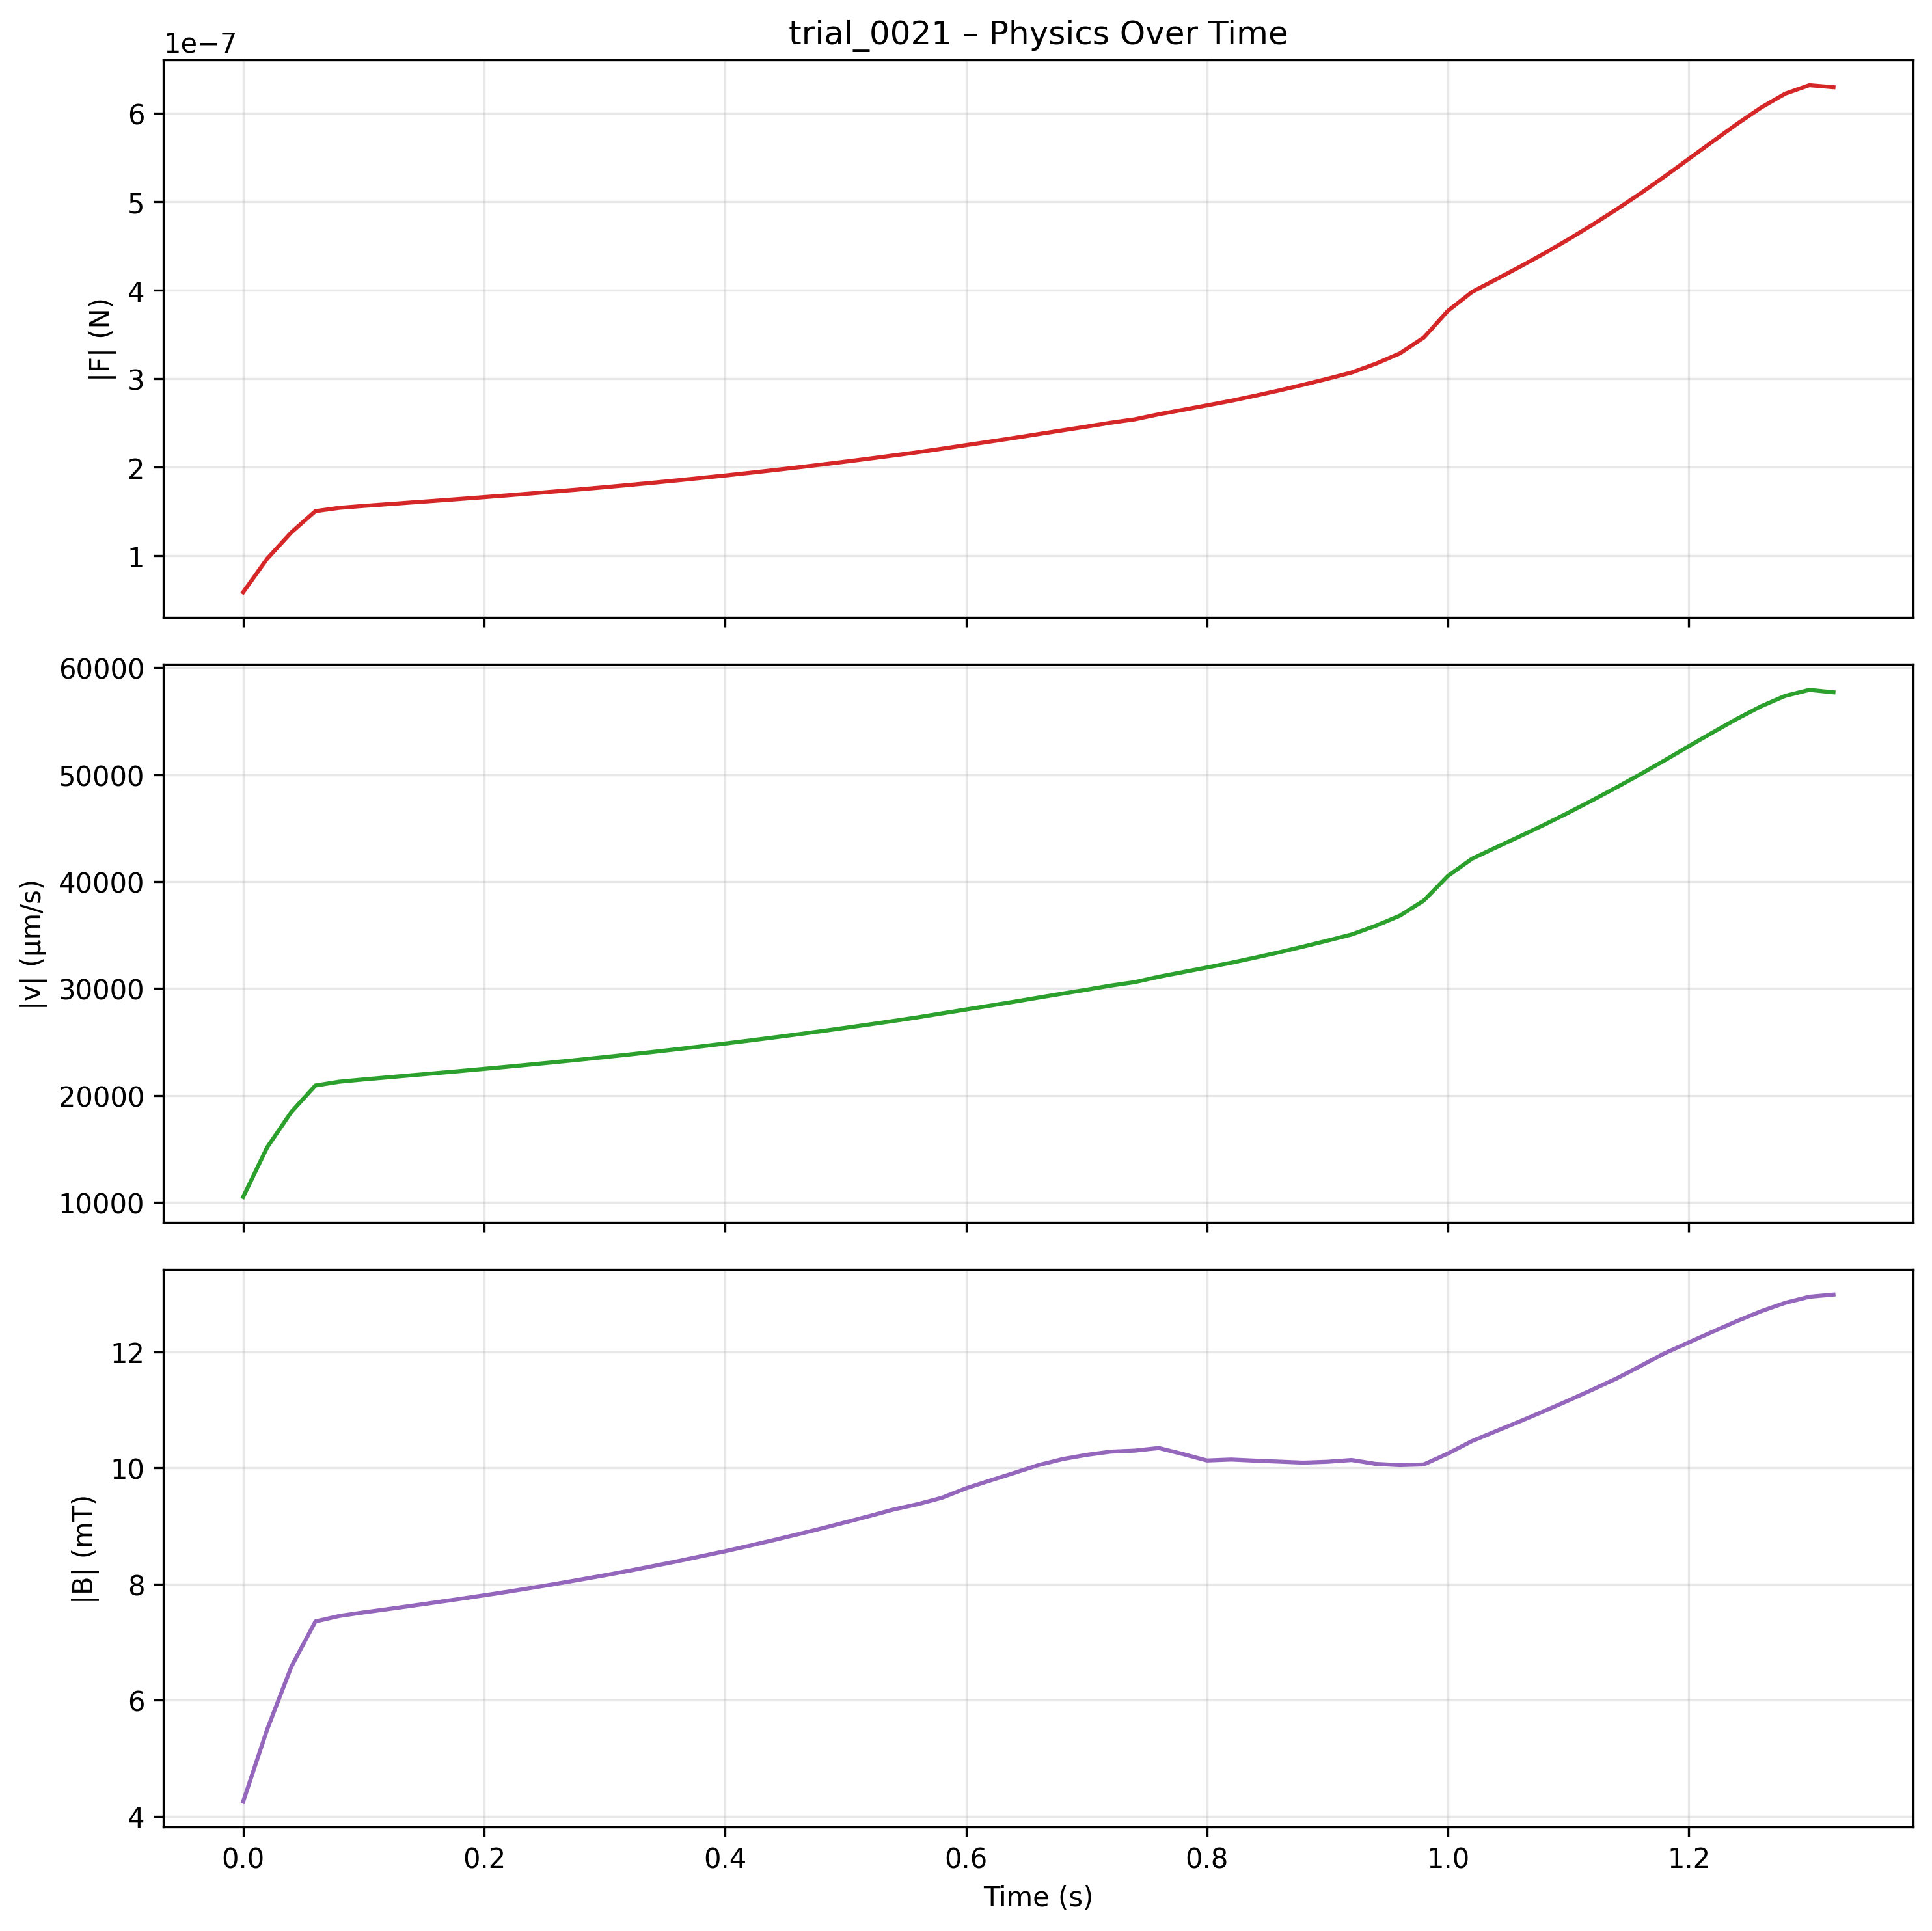 trial_0021 – Physics Over Time
1e−7
6
5
4
3
2
1
|F| (N)
60000
50000
40000
30000
20000
10000
|v| (µm/s)
12
10
8
6
4
|B| (mT)
0.0 0.2 0.4 0.6 0.8 1.0 1.2
Time (s)